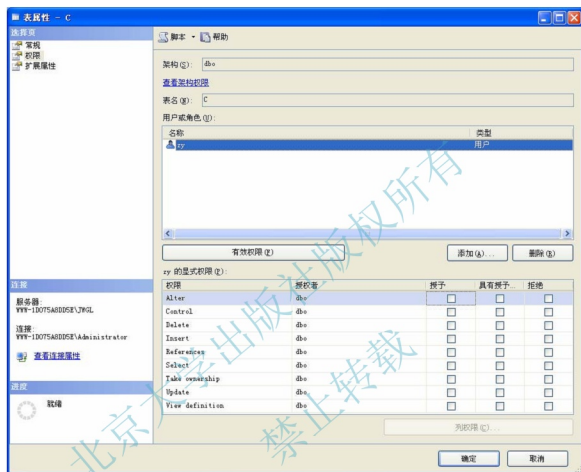 表属性 - C
选择页
常规
权限
扩展属性
脚本
帮助
架构(S):
dbo
查看架构权限
表名(N):
C
用户或角色(U):
名称
类型
zy
用户
有效权限(F)
添加(A)...
删除(R)
zy 的显式权限(P):
权限
授权者
授予
具有授予...
拒绝
Alter
dbo
Control
dbo
Delete
dbo
Insert
dbo
References
dbo
Select
dbo
Take ownership
dbo
Update
dbo
View definition
dbo
列权限(C)...
连接
服务器:
YYY-1D075A8DD5E\JWGL
连接:
YYY-1D075A8DD5E\Administrator
查看连接属性
进度
就绪
确定
取消
北京大学出版社版权所有
禁止转载